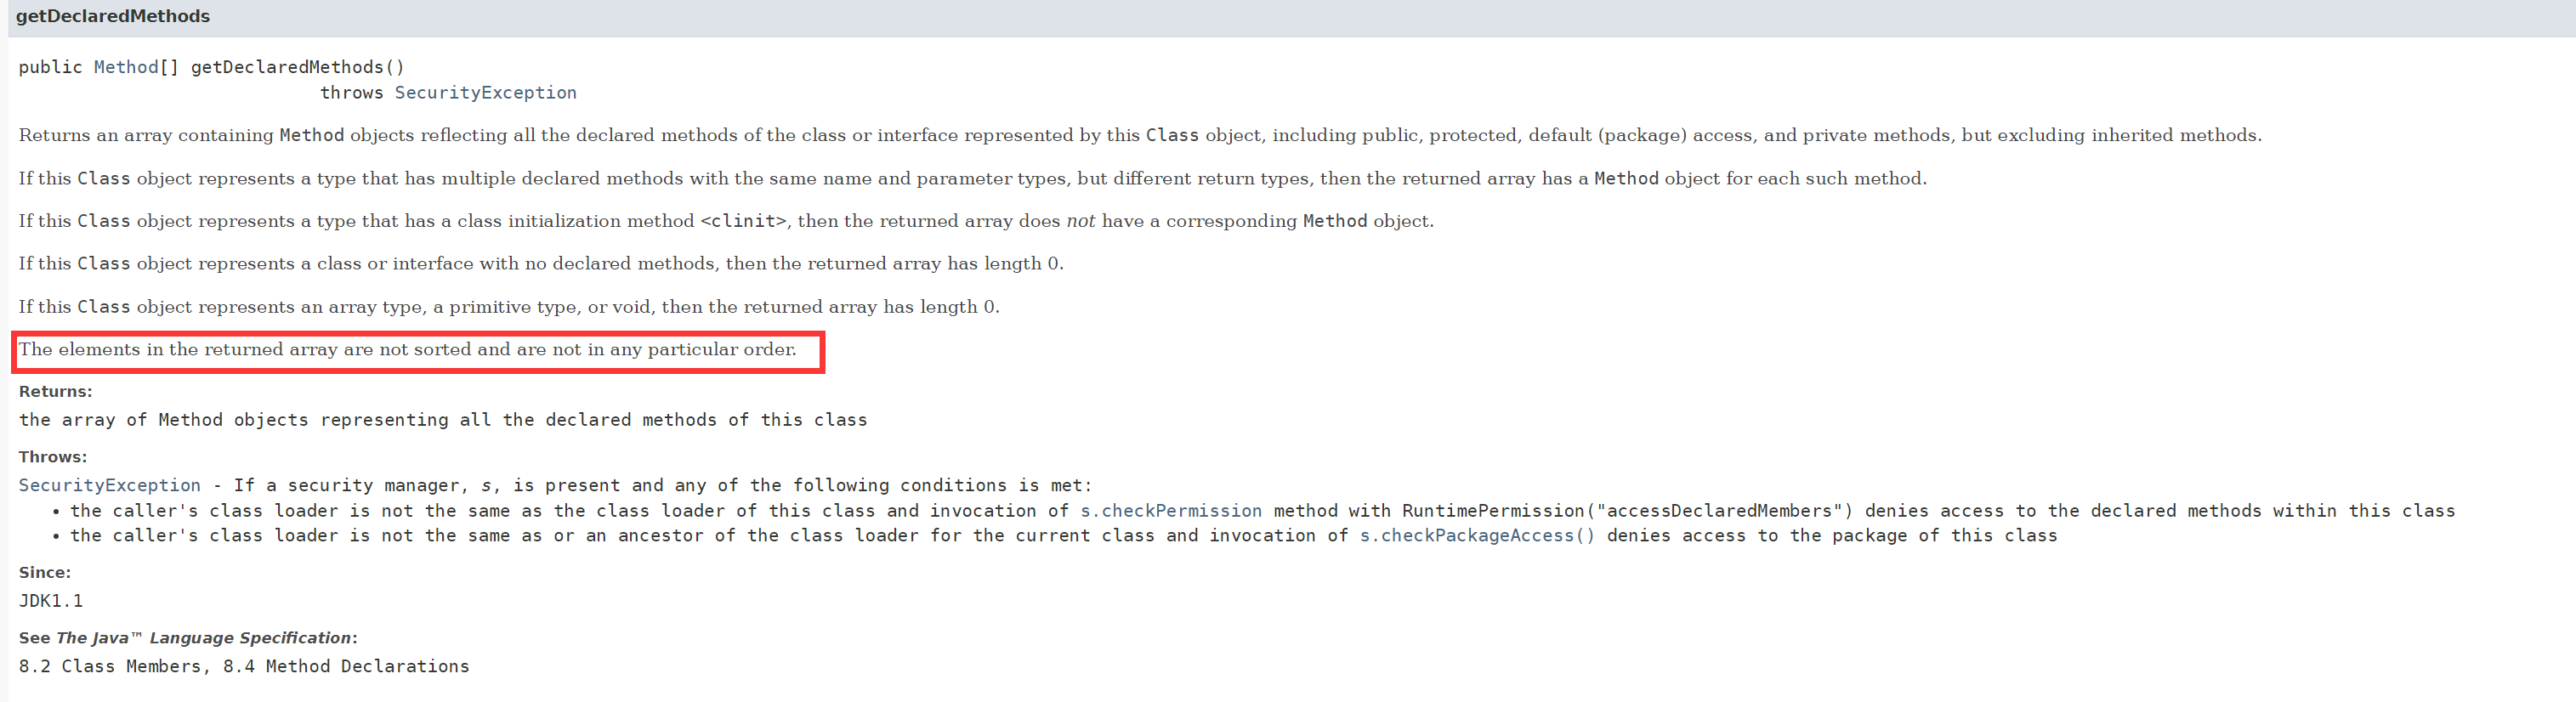 getDeclaredMethods
public Method[] getDeclaredMethods()
throws SecurityException
Returns an array containing Method objects reflecting all the declared methods of the class or interface represented by this Class object, including public, protected, default (package) access, and private methods, but excluding inherited methods.
If this Class object represents a type that has multiple declared methods with the same name and parameter types, but different return types, then the returned array has a Method object for each such method.
If this Class object represents a type that has a class initialization method <clinit>, then the returned array does not have a corresponding Method object.
If this Class object represents a class or interface with no declared methods, then the returned array has length 0.
If this Class object represents an array type, a primitive type, or void, then the returned array has length 0.
The elements in the returned array are not sorted and are not in any particular order.
Returns:
the array of Method objects representing all the declared methods of this class
Throws:
SecurityException - If a security manager, s, is present and any of the following conditions is met:
• the caller's class loader is not the same as the class loader of this class and invocation of s.checkPermission method with RuntimePermission("accessDeclaredMembers") denies access to the declared methods within this class
• the caller's class loader is not the same as or an ancestor of the class loader for the current class and invocation of s.checkPackageAccess() denies access to the package of this class
Since:
JDK1.1
See The Java™ Language Specification:
8.2 Class Members, 8.4 Method Declarations